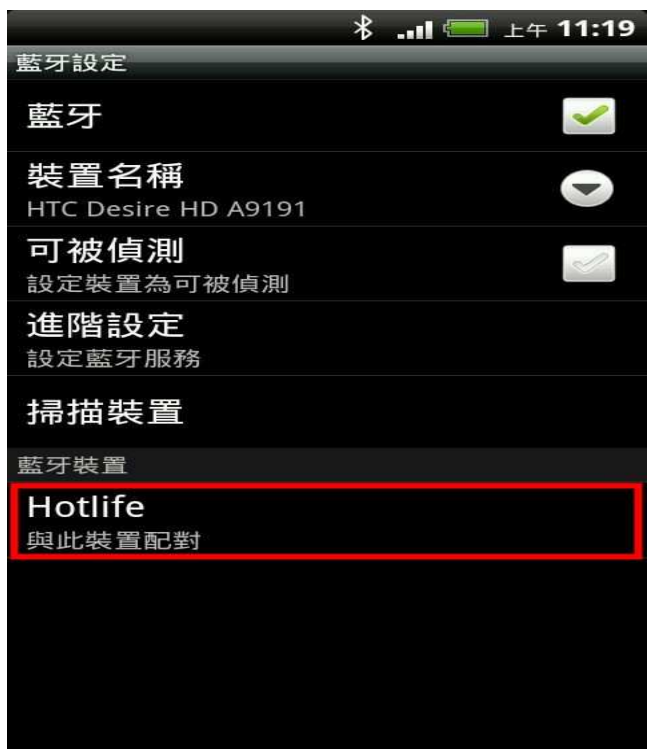 上午 11:19
藍牙設定
藍牙
裝置名稱
HTC Desire HD A9191
可被偵測
設定裝置為可被偵測
進階設定
設定藍牙服務
掃描裝置
藍牙裝置
Hotlife
與此裝置配對